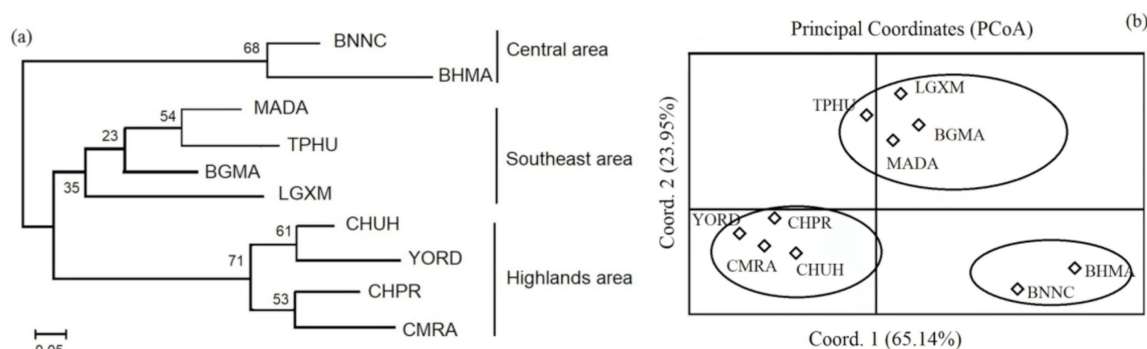 (a)
68
BNNC
BHMA
Central area
54
MADA
TPHU
23
BGMA
35
LGXM
Southeast area
61
CHUH
YORD
71
53
CHPR
CMRA
Highlands area
(b)
Principal Coordinates (PCoA)
Coord. 2 (23.95%)
LGXM
TPHU
BGMA
MADA
YORD
CHPR
CMRA
CHUH
BHMA
BNNC
Coord. 1 (65.14%)